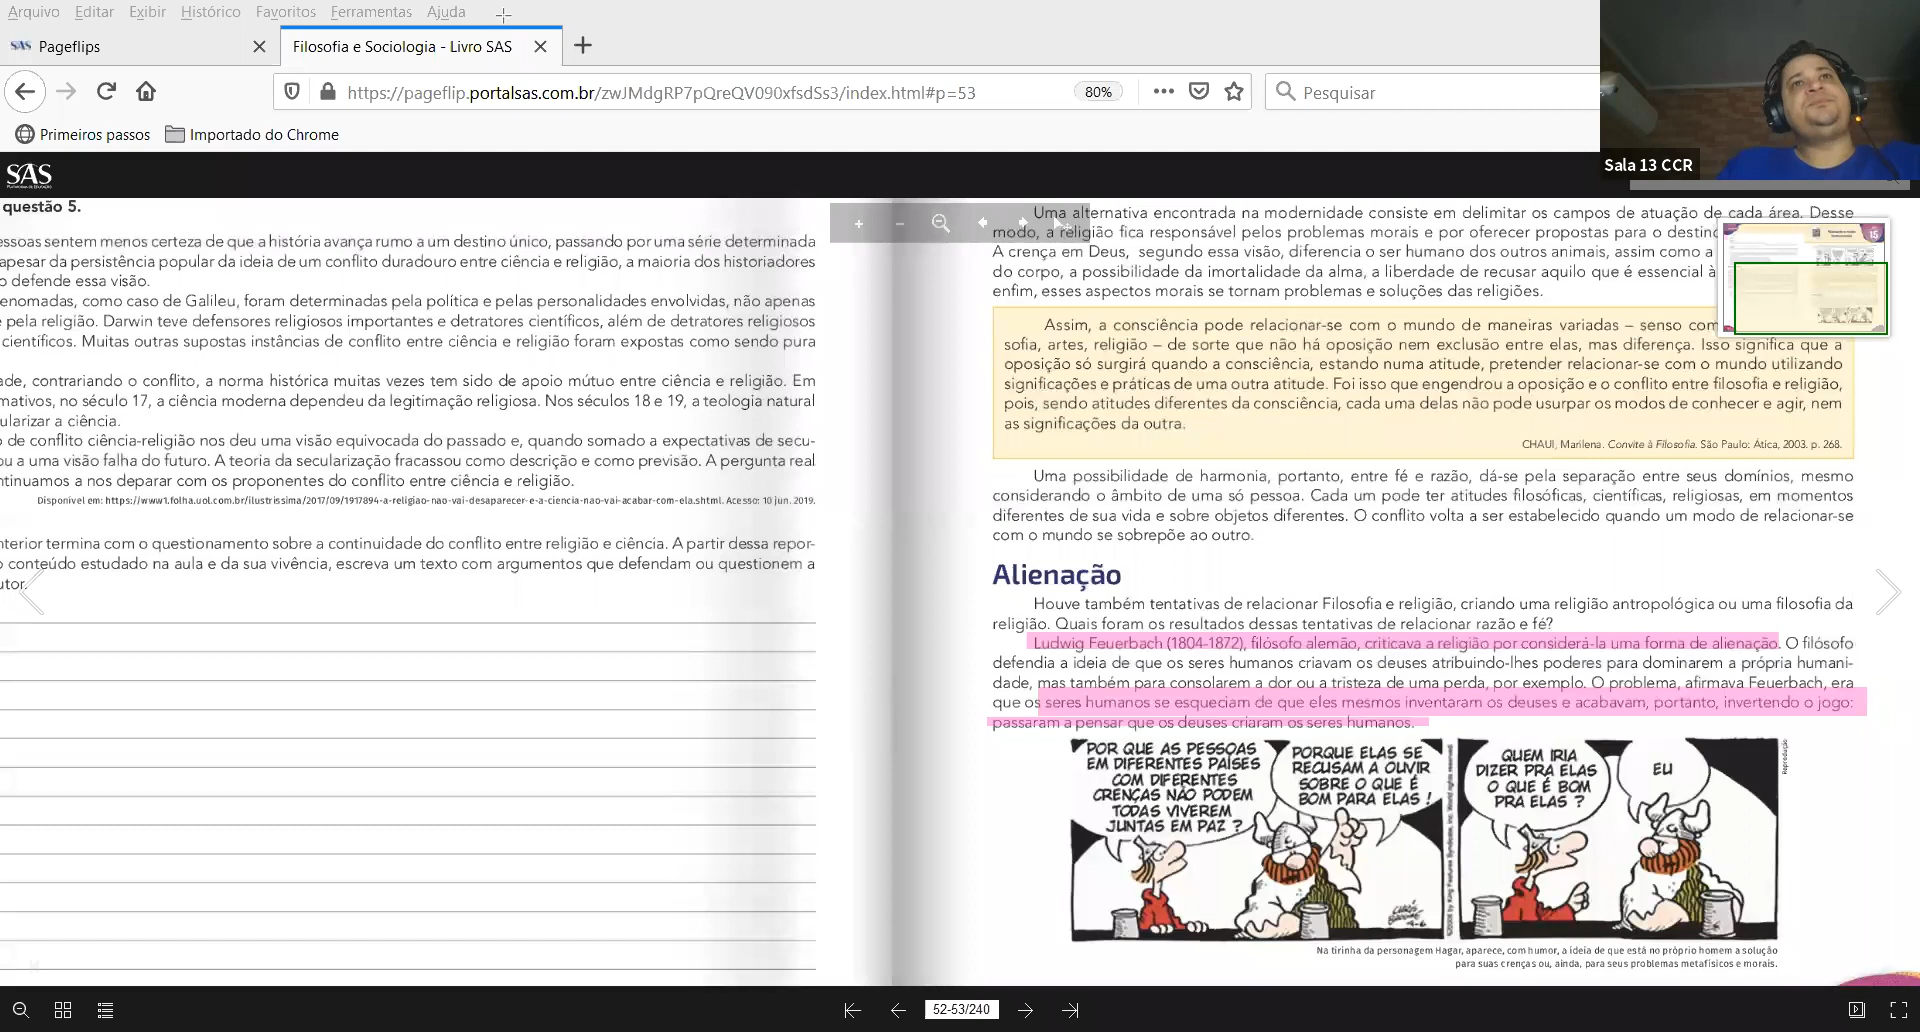 Arquivo Editar Exibir Histórico Favoritos Ferramentas Ajuda
SAS Pageflips
Filosofia e Sociologia - Livro SAS
https://pageflip.portalsas.com.br/zwJMdgRP7pQreQV090xfsdSs3/index.html#p=53
80%
Pesquisar
Primeiros passos Importado do Chrome
Sala 13 CCR
SAS
questão 5.
essoas sentem menos certeza de que a história avança rumo a um destino único, passando por uma série determinada
apesar da persistência popular da ideia de um conflito duradouro entre ciência e religião, a maioria dos historiadores
o defende essa visão.
enomadas, como caso de Galileu, foram determinadas pela política e pelas personalidades envolvidas, não apenas
e pela religião. Darwin teve defensores religiosos importantes e detratores científicos, além de detratores religiosos
científicos. Muitas outras supostas instâncias de conflito entre ciência e religião foram expostas como sendo pura
ade, contrariando o conflito, a norma histórica muitas vezes tem sido de apoio mútuo entre ciência e religião. Em
mativos, no século 17, a ciência moderna dependeu da legitimação religiosa. Nos séculos 18 e 19, a teologia natural
ularizar a ciência.
o de conflito ciência-religião nos deu uma visão equivocada do passado e, quando somado a expectativas de secu-
ou a uma visão falha do futuro. A teoria da secularização fracassou como descrição e como previsão. A pergunta real
ntinuamos a nos deparar com os proponentes do conflito entre ciência e religião.
Disponível em: https://www1.folha.uol.com.br/ilustrissima/2017/09/1917894-a-religiao-nao-vai-desaparecer-e-a-ciencia-nao-vai-acabar-com-ela.shtml. Acesso: 10 jun. 2019.
nterior termina com o questionamento sobre a continuidade do conflito entre religião e ciência. A partir dessa repor-
o conteúdo estudado na aula e da sua vivência, escreva um texto com argumentos que defendam ou questionem a
utor.
Uma alternativa encontrada na modernidade consiste em delimitar os campos de atuação de cada área. Desse
modo, a religião fica responsável pelos problemas morais e por oferecer propostas para o destino
A crença em Deus, segundo essa visão, diferencia o ser humano dos outros animais, assim como a
do corpo, a possibilidade da imortalidade da alma, a liberdade de recusar aquilo que é essencial à
enfim, esses aspectos morais se tornam problemas e soluções das religiões.
15
Assim, a consciência pode relacionar-se com o mundo de maneiras variadas – senso com
sofia, artes, religião – de sorte que não há oposição nem exclusão entre elas, mas diferença. Isso significa que a
oposição só surgirá quando a consciência, estando numa atitude, pretender relacionar-se com o mundo utilizando
significações e práticas de uma outra atitude. Foi isso que engendrou a oposição e o conflito entre filosofia e religião,
pois, sendo atitudes diferentes da consciência, cada uma delas não pode usurpar os modos de conhecer e agir, nem
as significações da outra.
CHAUI, Marilena. Convite à Filosofia. São Paulo: Ática, 2003. p. 268.
Uma possibilidade de harmonia, portanto, entre fé e razão, dá-se pela separação entre seus domínios, mesmo
considerando o âmbito de uma só pessoa. Cada um pode ter atitudes filosóficas, científicas, religiosas, em momentos
diferentes de sua vida e sobre objetos diferentes. O conflito volta a ser estabelecido quando um modo de relacionar-se
com o mundo se sobrepõe ao outro.
Alienação
Houve também tentativas de relacionar Filosofia e religião, criando uma religião antropológica ou uma filosofia da
religião. Quais foram os resultados dessas tentativas de relacionar razão e fé?
Ludwig Feuerbach (1804-1872), filósofo alemão, criticava a religião por considerá-la uma forma de alienação. O filósofo
defendia a ideia de que os seres humanos criavam os deuses atribuindo-lhes poderes para dominarem a própria humani-
dade, mas também para consolarem a dor ou a tristeza de uma perda, por exemplo. O problema, afirmava Feuerbach, era
que os seres humanos se esqueciam de que eles mesmos inventaram os deuses e acabavam, portanto, invertendo o jogo:
passaram a pensar que os deuses criaram os seres humanos.
POR QUE AS PESSOAS
EM DIFERENTES PAÍSES
COM DIFERENTES
CRENÇAS NÃO PODEM
TODAS VIVEREM
JUNTAS EM PAZ ?
PORQUE ELAS SE
RECUSAM A OUVIR
SOBRE O QUE É
BOM PARA ELAS !
QUEM IRIA
DIZER PRA ELAS
O QUE É BOM
PRA ELAS ?
EU
Reprodução
Na tirinha da personagem Hagar, aparece, com humor, a ideia de que está no próprio homem a solução
para suas crenças ou, ainda, para seus problemas metafísicos e morais.
52-53/240